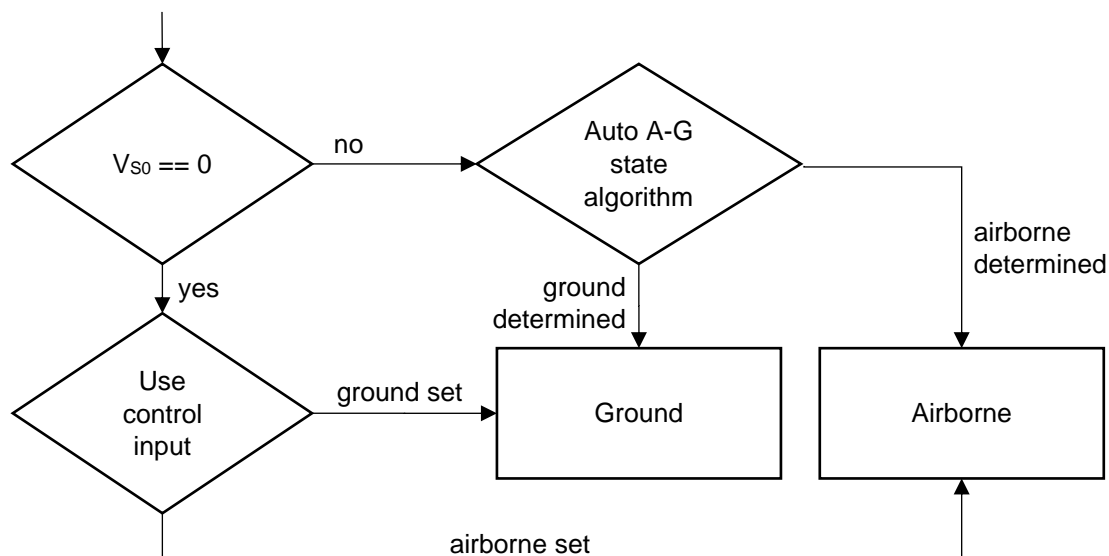 V_S0 == 0
no
Auto A-G
state
algorithm
airborne
determined
yes
ground
determined
Use
control
input
ground set
Ground
Airborne
airborne set